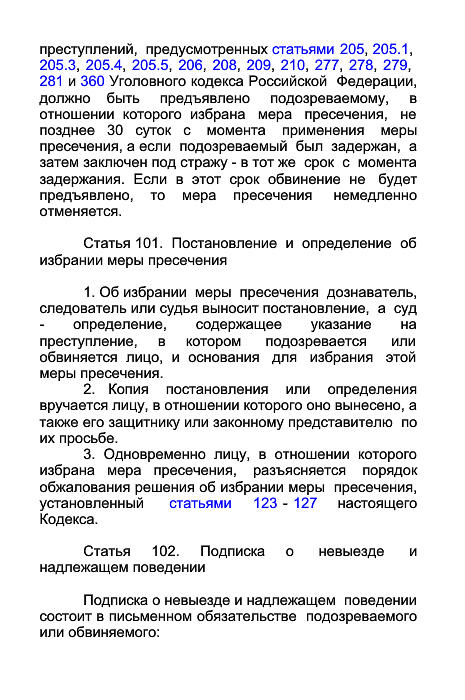 преступлений, предусмотренных статьями 205, 205.1,
205.3, 205.4, 205.5, 206, 208, 209, 210, 277, 278, 279,
281 и 360 Уголовного кодекса Российской Федерации,
должно быть предъявлено подозреваемому, в
отношении которого избрана мера пресечения, не
позднее 30 суток с момента применения меры
пресечения, а если подозреваемый был задержан, а
затем заключен под стражу - в тот же срок с момента
задержания. Если в этот срок обвинение не будет
предъявлено, то мера пресечения немедленно
отменяется.
Статья 101. Постановление и определение об
избрании меры пресечения
1. Об избрании меры пресечения дознаватель,
следователь или судья выносит постановление, а суд
- определение, содержащее указание на
преступление, в котором подозревается или
обвиняется лицо, и основания для избрания этой
меры пресечения.
2. Копия постановления или определения
вручается лицу, в отношении которого оно вынесено, а
также его защитнику или законному представителю по
их просьбе.
3. Одновременно лицу, в отношении которого
избрана мера пресечения, разъясняется порядок
обжалования решения об избрании меры пресечения,
установленный статьями 123 - 127 настоящего
Кодекса.
Статья 102. Подписка о невыезде и
надлежащем поведении
Подписка о невыезде и надлежащем поведении
состоит в письменном обязательстве подозреваемого
или обвиняемого: